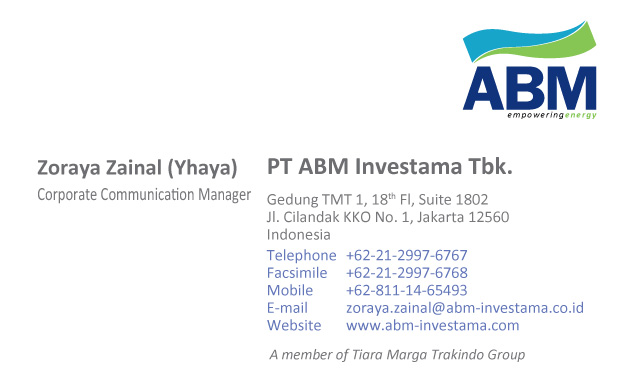 ABM
empoweringenergy
Zoraya Zainal (Yhaya)
Corporate Communication Manager
PT ABM Investama Tbk.
Gedung TMT 1, 18th Fl, Suite 1802
Jl. Cilandak KKO No. 1, Jakarta 12560
Indonesia
Telephone +62-21-2997-6767
Facsimile +62-21-2997-6768
Mobile +62-811-14-65493
E-mail zoraya.zainal@abm-investama.co.id
Website www.abm-investama.com
A member of Tiara Marga Trakindo Group